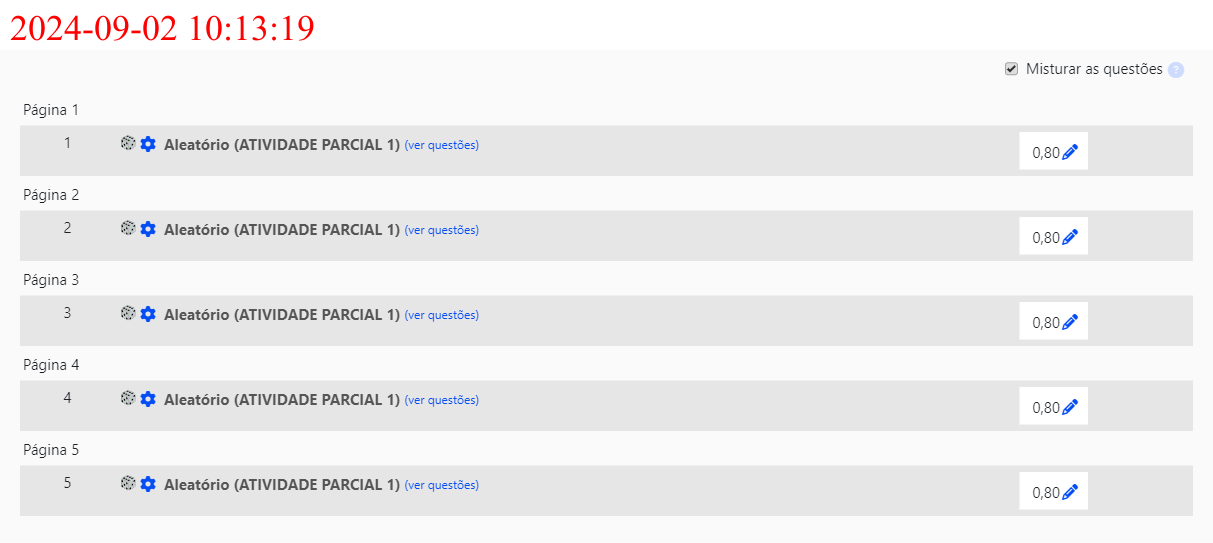 2024-09-02 10:13:19
Misturar as questões ?
Página 1
1 Aleatório (ATIVIDADE PARCIAL 1) (ver questões) 0,80
Página 2
2 Aleatório (ATIVIDADE PARCIAL 1) (ver questões) 0,80
Página 3
3 Aleatório (ATIVIDADE PARCIAL 1) (ver questões) 0,80
Página 4
4 Aleatório (ATIVIDADE PARCIAL 1) (ver questões) 0,80
Página 5
5 Aleatório (ATIVIDADE PARCIAL 1) (ver questões) 0,80